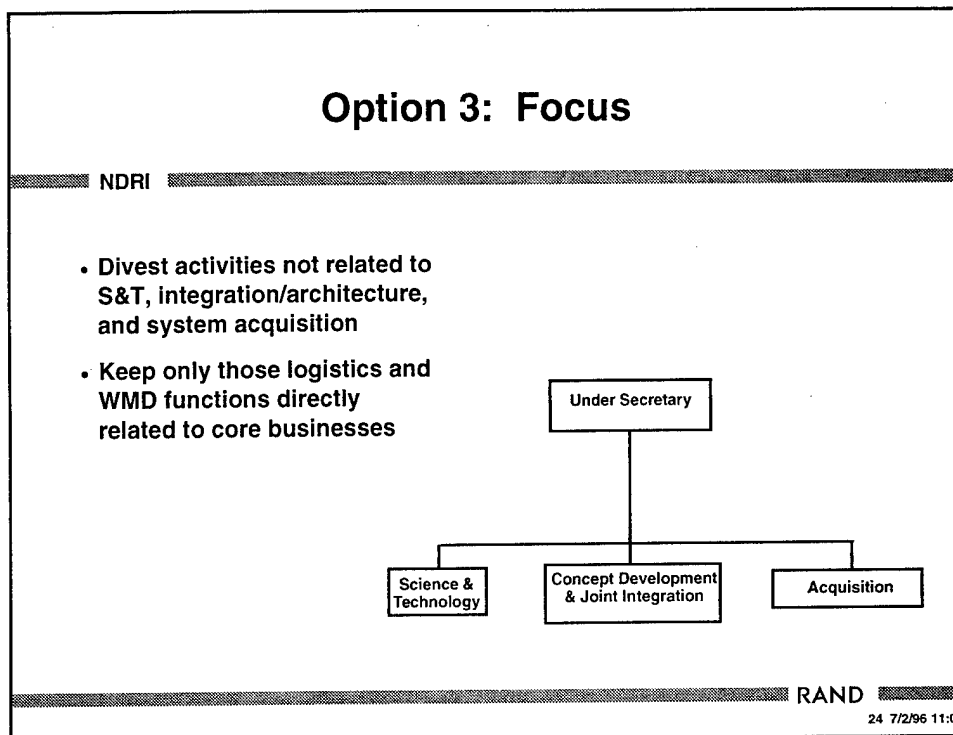 Option 3: Focus
NDRI
• Divest activities not related to
S&T, integration/architecture,
and system acquisition
• Keep only those logistics and
WMD functions directly
related to core businesses
Under Secretary
Science &
Technology
Concept Development
& Joint Integration
Acquisition
RAND
24 7/2/96 11:0